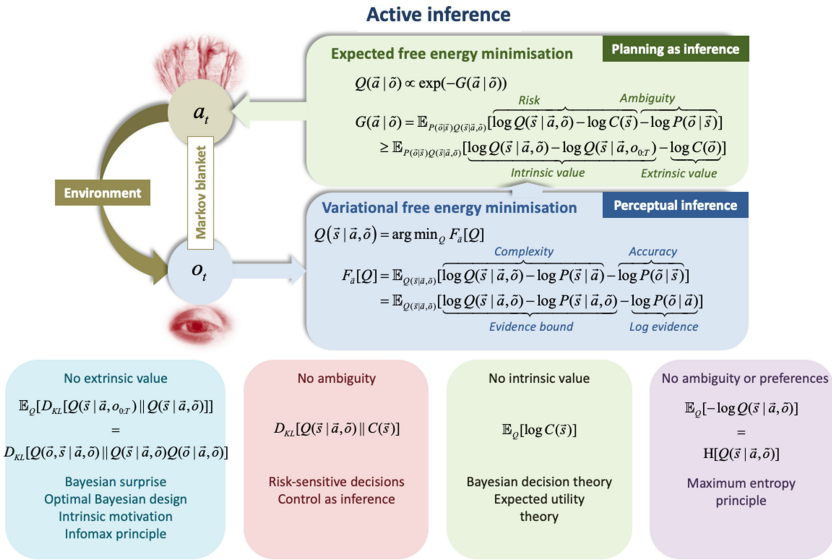 Active inference
Expected free energy minimisation
Planning as inference
Q(a⃗ | õ) ∝ exp(−G(a⃗ | õ))
Risk Ambiguity
G(a⃗ | õ) = 𝔼_{P(õ|s⃗)Q(s⃗|a⃗,õ)}[log Q(s⃗ | a⃗, õ) − log C(s⃗) − log P(õ | s⃗)]
≥ 𝔼_{P(õ|s⃗)Q(s⃗|a⃗,õ)}[log Q(s⃗ | a⃗, õ) − log Q(s⃗ | a⃗, o_{0:T}) − log C(õ)]
Intrinsic value Extrinsic value
a_t
Environment
Markov blanket
o_t
Variational free energy minimisation
Perceptual inference
Q(s⃗ | a⃗, õ) = arg min_Q F_a⃗[Q]
Complexity Accuracy
F_a⃗[Q] = 𝔼_{Q(s⃗|a⃗,õ)}[log Q(s⃗ | a⃗, õ) − log P(s⃗ | a⃗) − log P(õ | s⃗)]
= 𝔼_{Q(s⃗|a⃗,õ)}[log Q(s⃗ | a⃗, õ) − log P(s⃗ | a⃗, õ) − log P(õ | a⃗)]
Evidence bound Log evidence
No extrinsic value
𝔼_Q[D_KL[Q(s⃗ | a⃗, o_{0:T}) || Q(s⃗ | a⃗, õ)]]
=
D_KL[Q(õ, s⃗ | a⃗, õ) || Q(s⃗ | a⃗, õ)Q(õ | a⃗, õ)]
Bayesian surprise
Optimal Bayesian design
Intrinsic motivation
Infomax principle
No ambiguity
D_KL[Q(s⃗ | a⃗, õ) || C(s⃗)]
Risk-sensitive decisions
Control as inference
No intrinsic value
𝔼_Q[log C(s⃗)]
Bayesian decision theory
Expected utility
theory
No ambiguity or preferences
𝔼_Q[−log Q(s⃗ | a⃗, õ)]
=
H[Q(s⃗ | a⃗, õ)]
Maximum entropy
principle